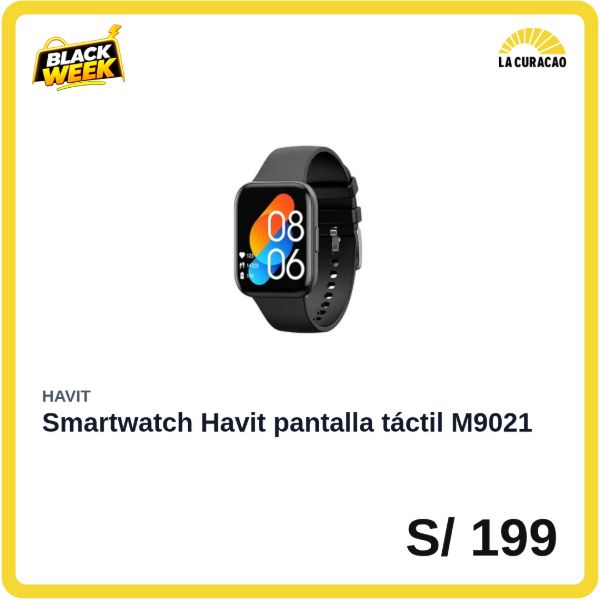 BLACK
WEEK
LA CURACAO
08
06
HAVIT
Smartwatch Havit pantalla táctil M9021
S/ 199